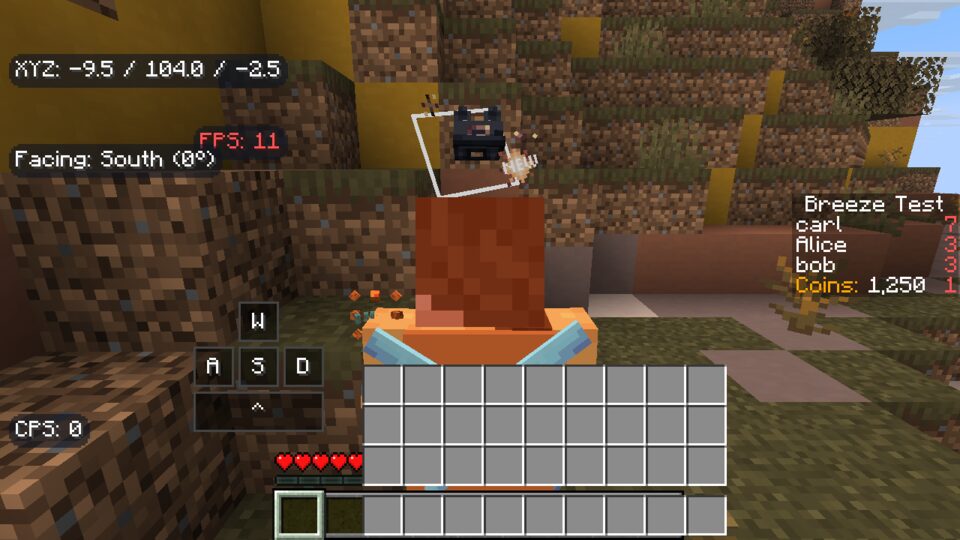 XYZ: -9.5 / 104.0 / -2.5
FPS: 11
Facing: South (0°)
Breeze Test
carl 7
Alice 3
bob 3
Coins: 1,250 1
W
A S D
^
CPS: 0